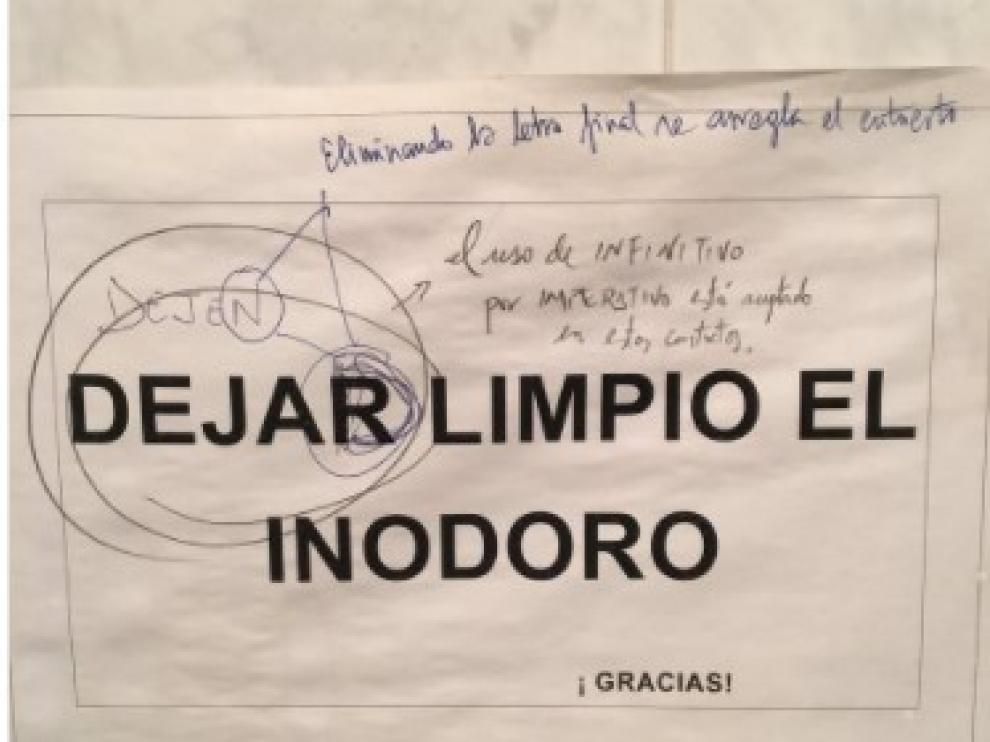 Eliminando la letra final se arregla el entuerto
el uso de INFINITIVO
por IMPERATIVO está aceptado
en estos contextos.
DEJEN
DEJAR LIMPIO EL
INODORO
¡ GRACIAS!